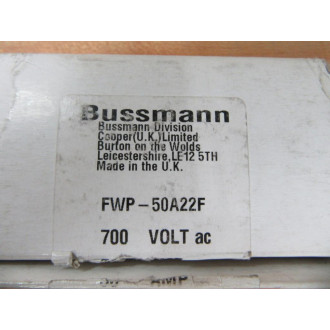 Bussmann
Bussmann Division
Cooper(U.K.)Limited
Burton on the Wolds
Leicestershire,LE12 5TH
Made in the U.K.
FWP-50A22F
700 VOLT ac
AMP